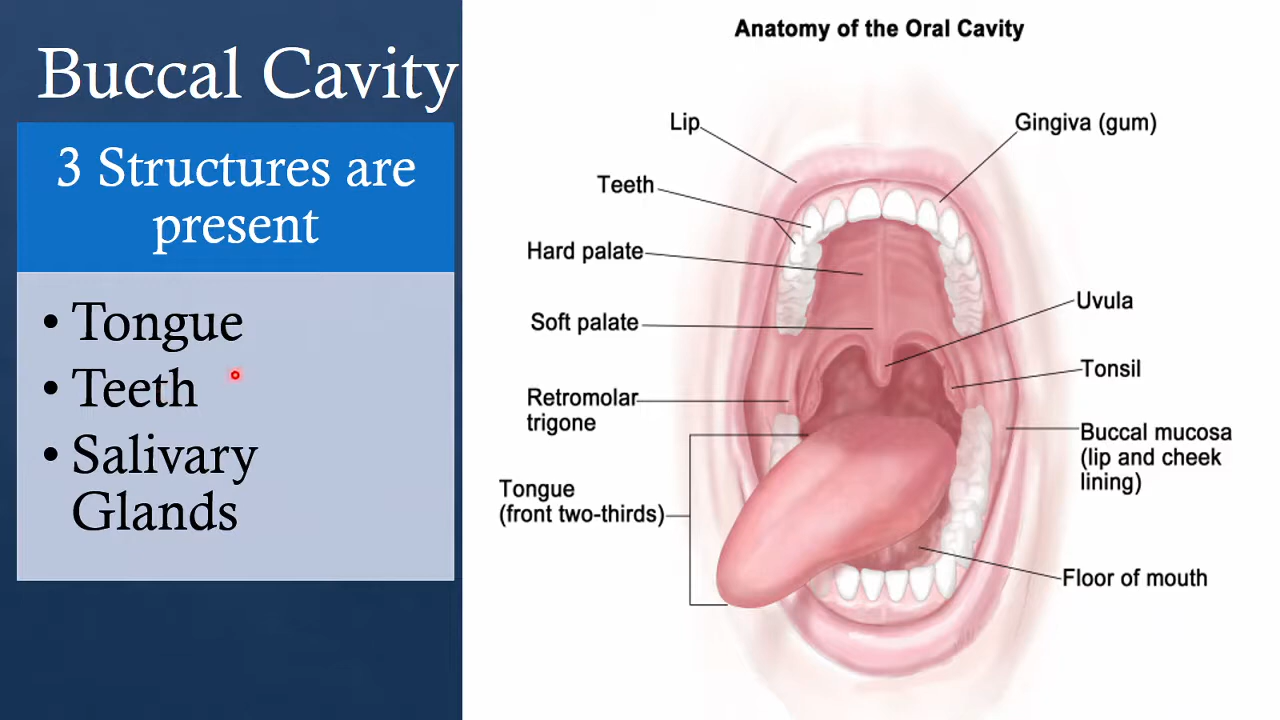 Buccal Cavity
3 Structures are
present
• Tongue
• Teeth
• Salivary
Glands
Anatomy of the Oral Cavity
Lip
Teeth
Hard palate
Soft palate
Retromolar
trigone
Tongue
(front two-thirds)
Gingiva (gum)
Uvula
Tonsil
Buccal mucosa
(lip and cheek
lining)
Floor of mouth